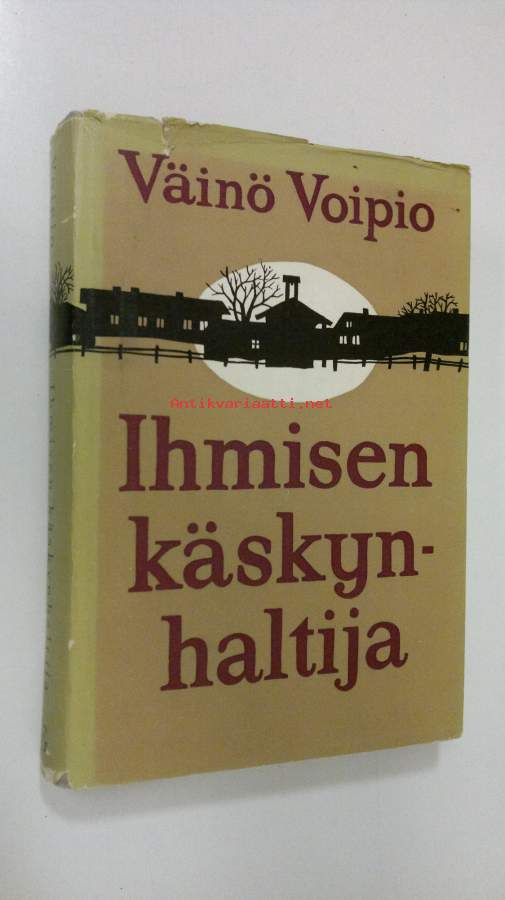 Väinö Voipio
Antikvariaatti.net
Ihmisen
käskyn-
haltija